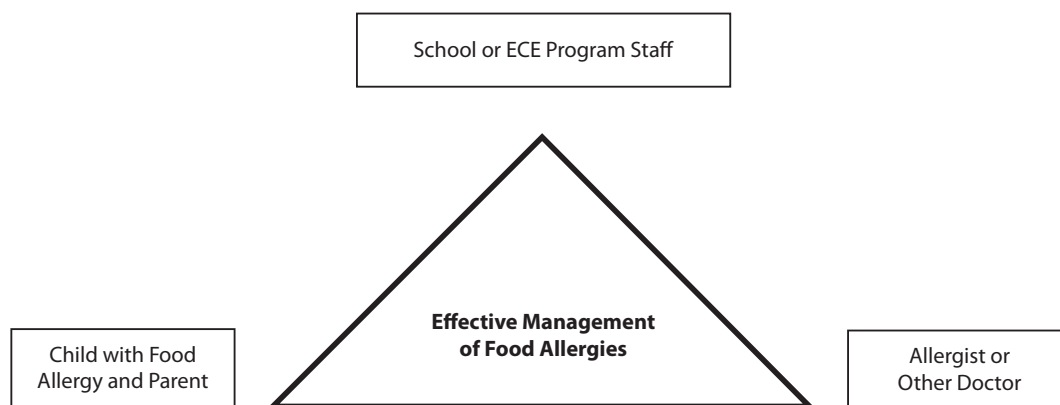 School or ECE Program Staff
Effective Management
of Food Allergies
Child with Food
Allergy and Parent
Allergist or
Other Doctor